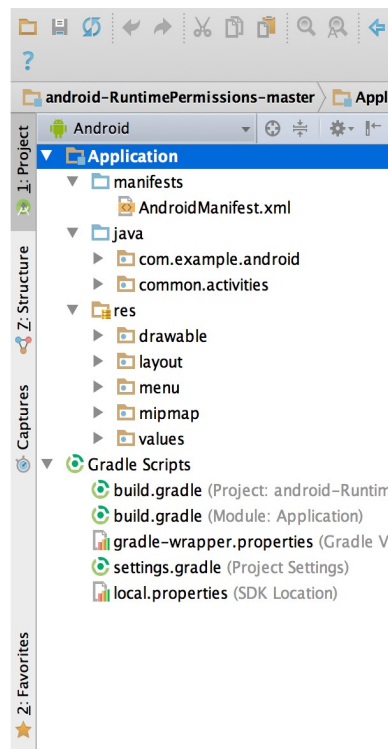 ?
android-RuntimePermissions-master
Appl
Android
1: Project
Application
manifests
AndroidManifest.xml
java
com.example.android
common.activities
Z: Structure
res
drawable
layout
menu
mipmap
values
Captures
Gradle Scripts
build.gradle (Project: android-Runtim
build.gradle (Module: Application)
gradle-wrapper.properties (Gradle V
settings.gradle (Project Settings)
local.properties (SDK Location)
2: Favorites